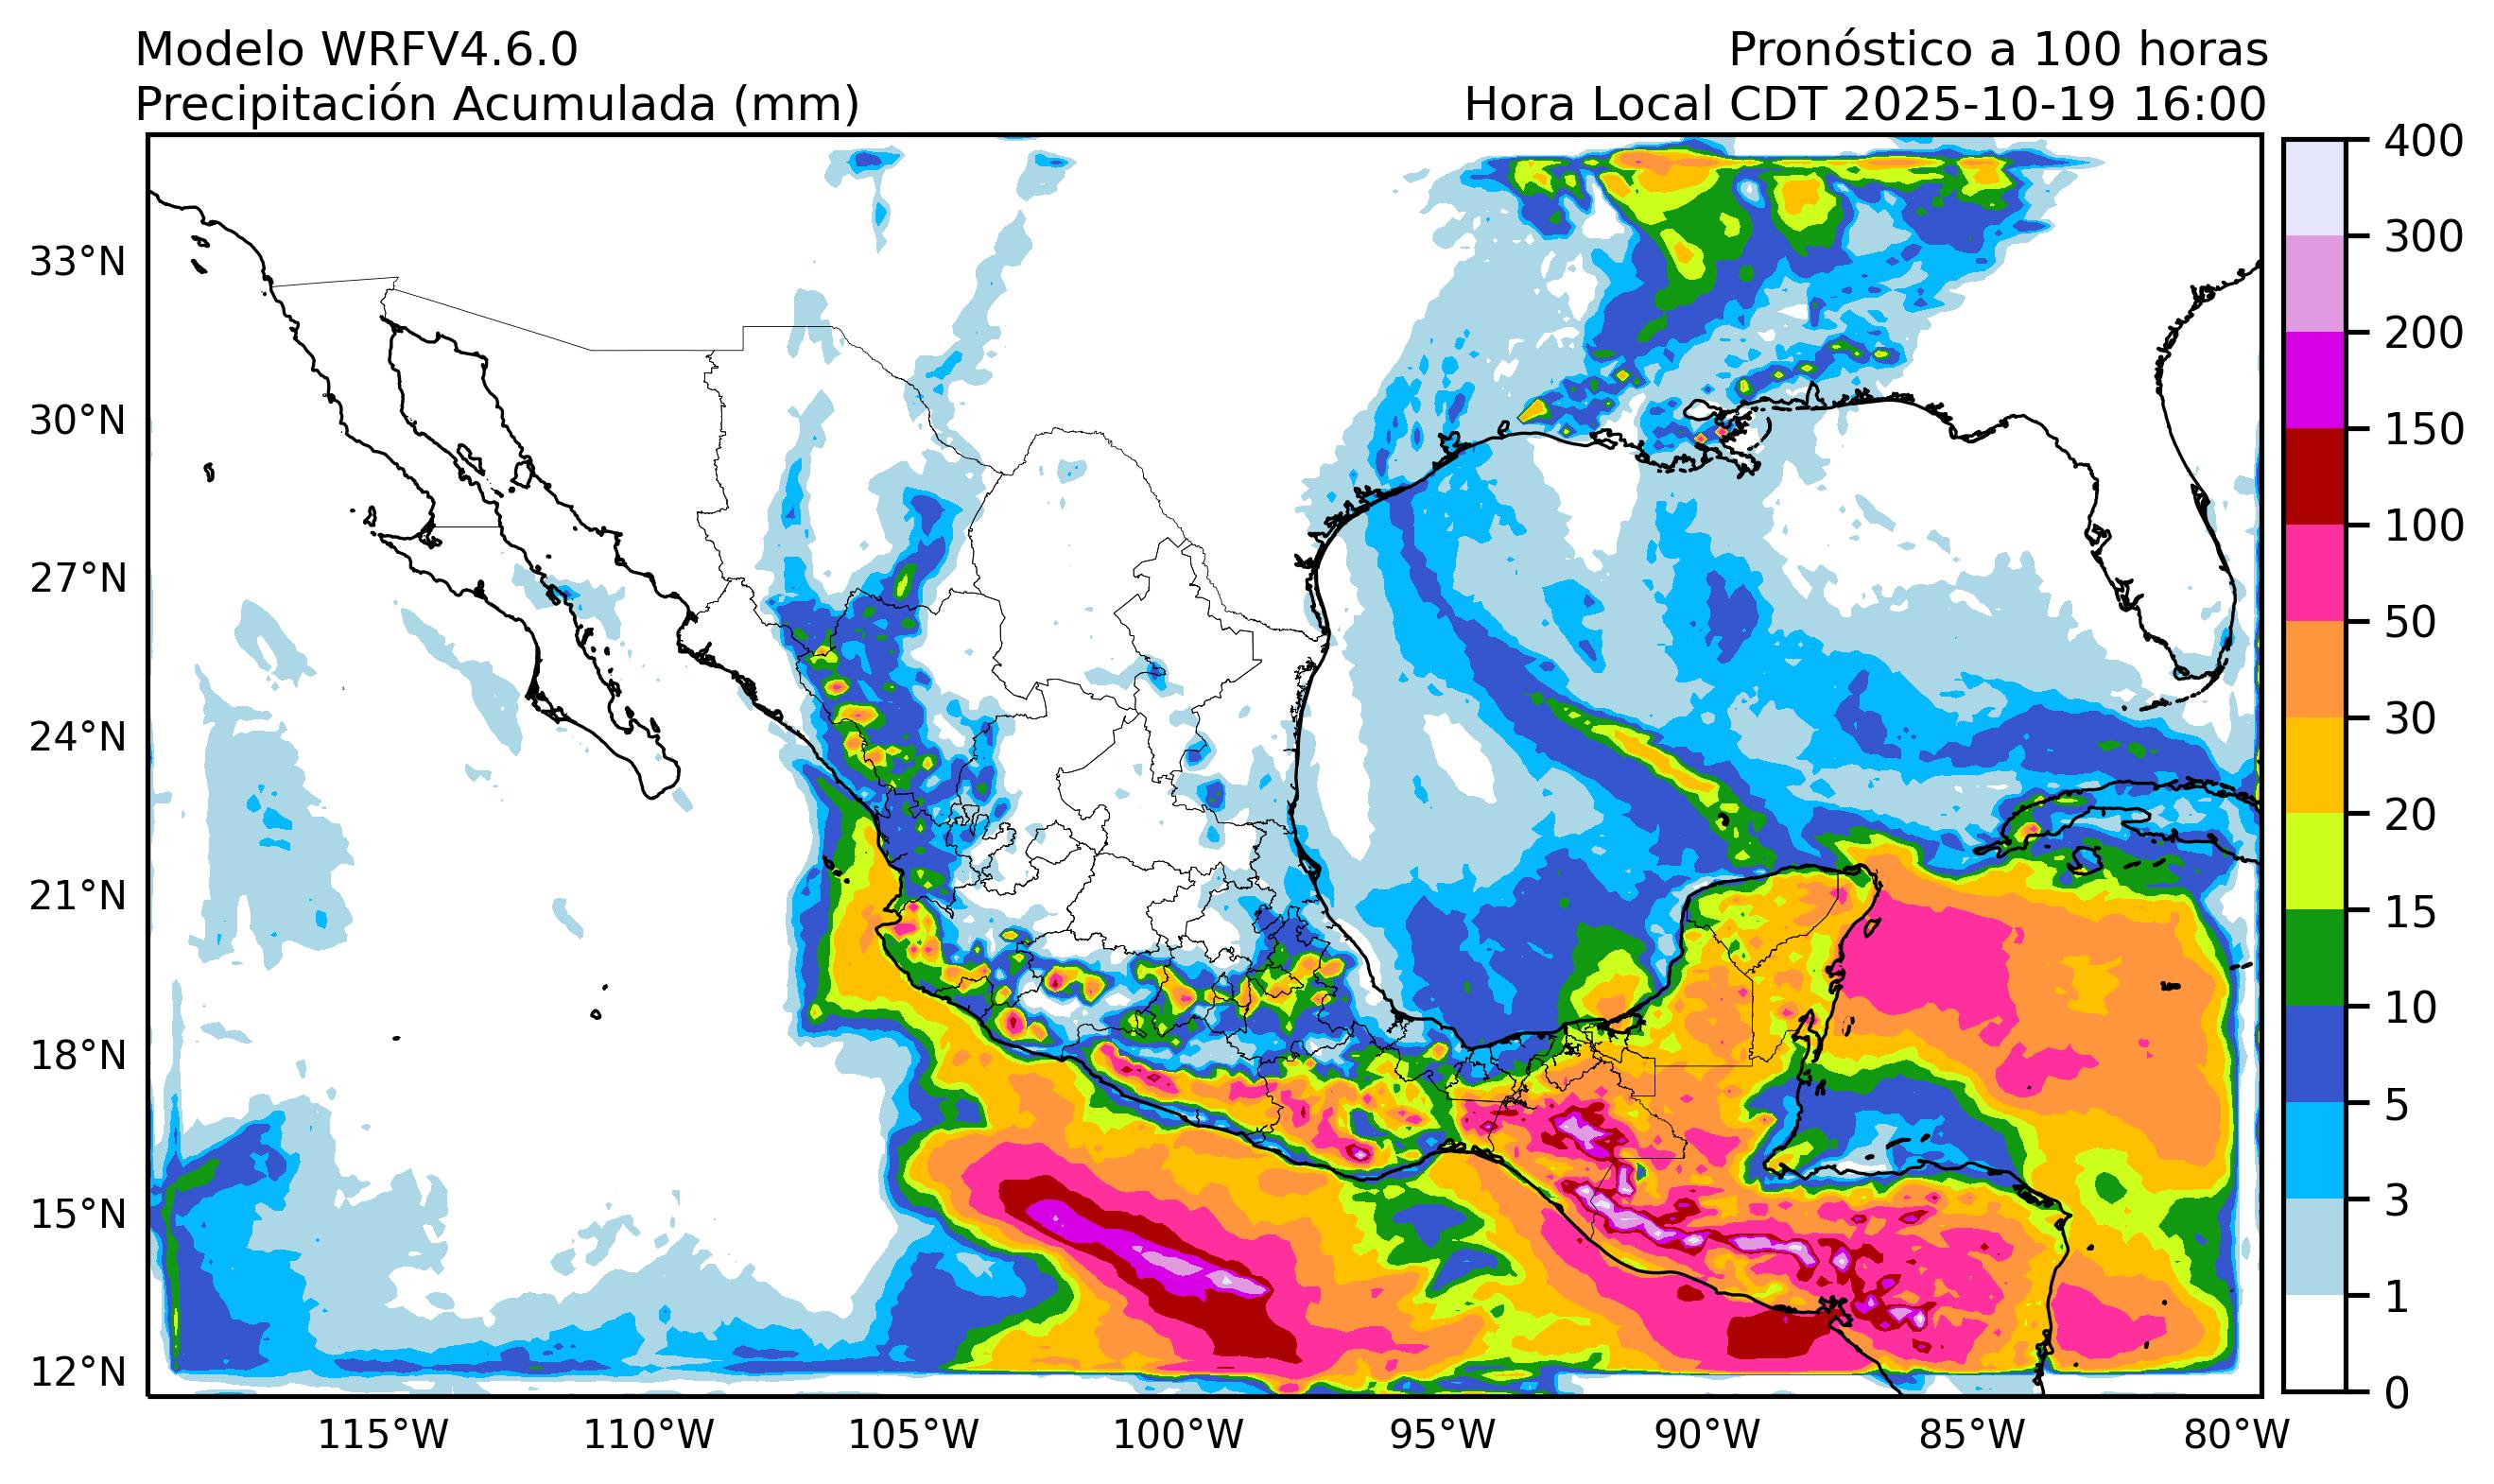 Modelo WRFV4.6.0
Pronóstico a 100 horas
Precipitación Acumulada (mm)
Hora Local CDT 2025-10-19 16:00
400
300
200
150
100
50
30
20
15
10
5
3
1
0
33°N
30°N
27°N
24°N
21°N
18°N
15°N
12°N
115°W
110°W
105°W
100°W
95°W
90°W
85°W
80°W